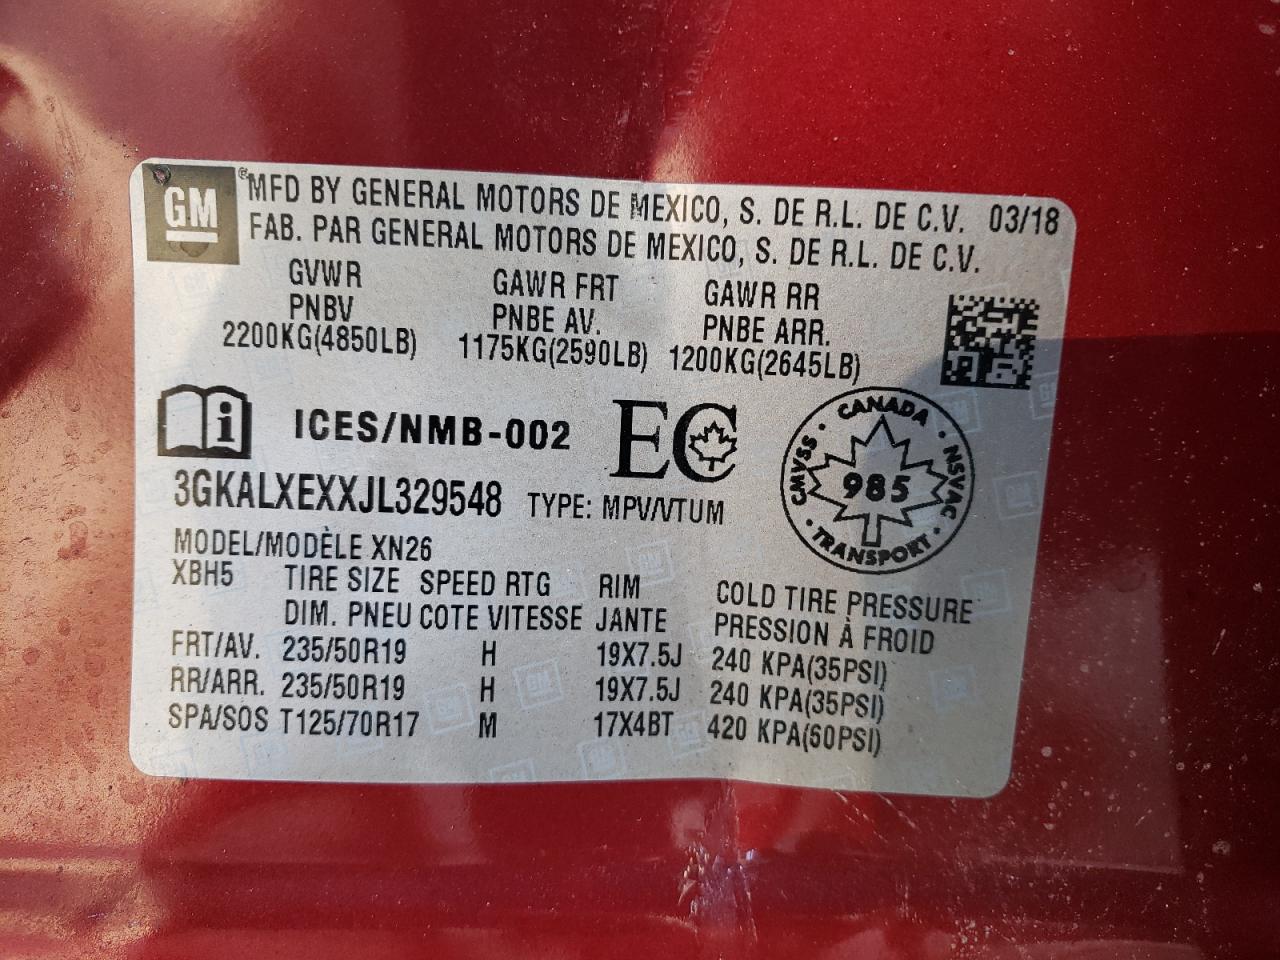 GM® MFD BY GENERAL MOTORS DE MEXICO, S. DE R.L. DE C.V. 03/18
FAB. PAR GENERAL MOTORS DE MEXICO, S. DE R.L. DE C.V.
GVWR GAWR FRT GAWR RR
PNBV PNBE AV. PNBE ARR.
2200KG(4850LB) 1175KG(2590LB) 1200KG(2645LB)
i ICES/NMB-002 EC
CANADA CMVSS NSVAC 985 TRANSPORT
3GKALXEXXJL329548 TYPE: MPV/VTUM
MODEL/MODÈLE XN26
XBH5 TIRE SIZE SPEED RTG RIM COLD TIRE PRESSURE
DIM. PNEU COTE VITESSE JANTE PRESSION À FROID
FRT/AV. 235/50R19 H 19X7.5J 240 KPA(35PSI)
RR/ARR. 235/50R19 H 19X7.5J 240 KPA(35PSI)
SPA/SOS T125/70R17 M 17X4BT 420 KPA(60PSI)